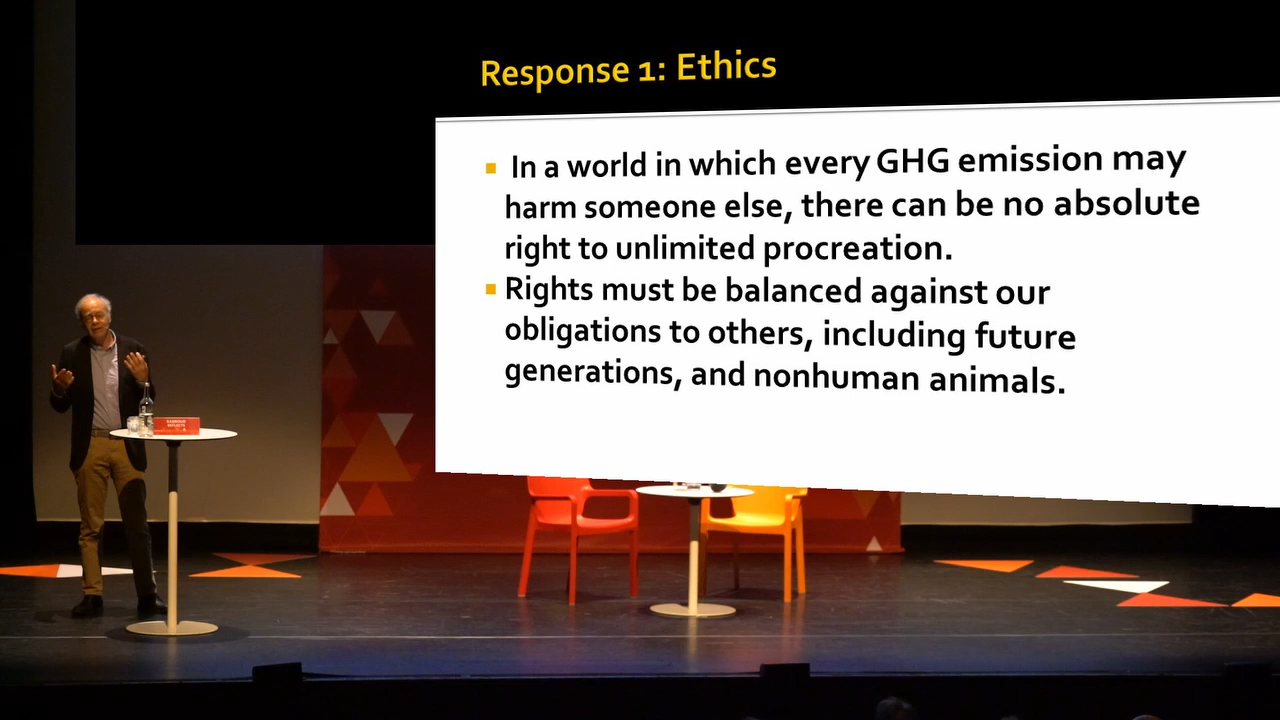 Response 1: Ethics
In a world in which every GHG emission may
harm someone else, there can be no absolute
right to unlimited procreation.
Rights must be balanced against our
obligations to others, including future
generations, and nonhuman animals.